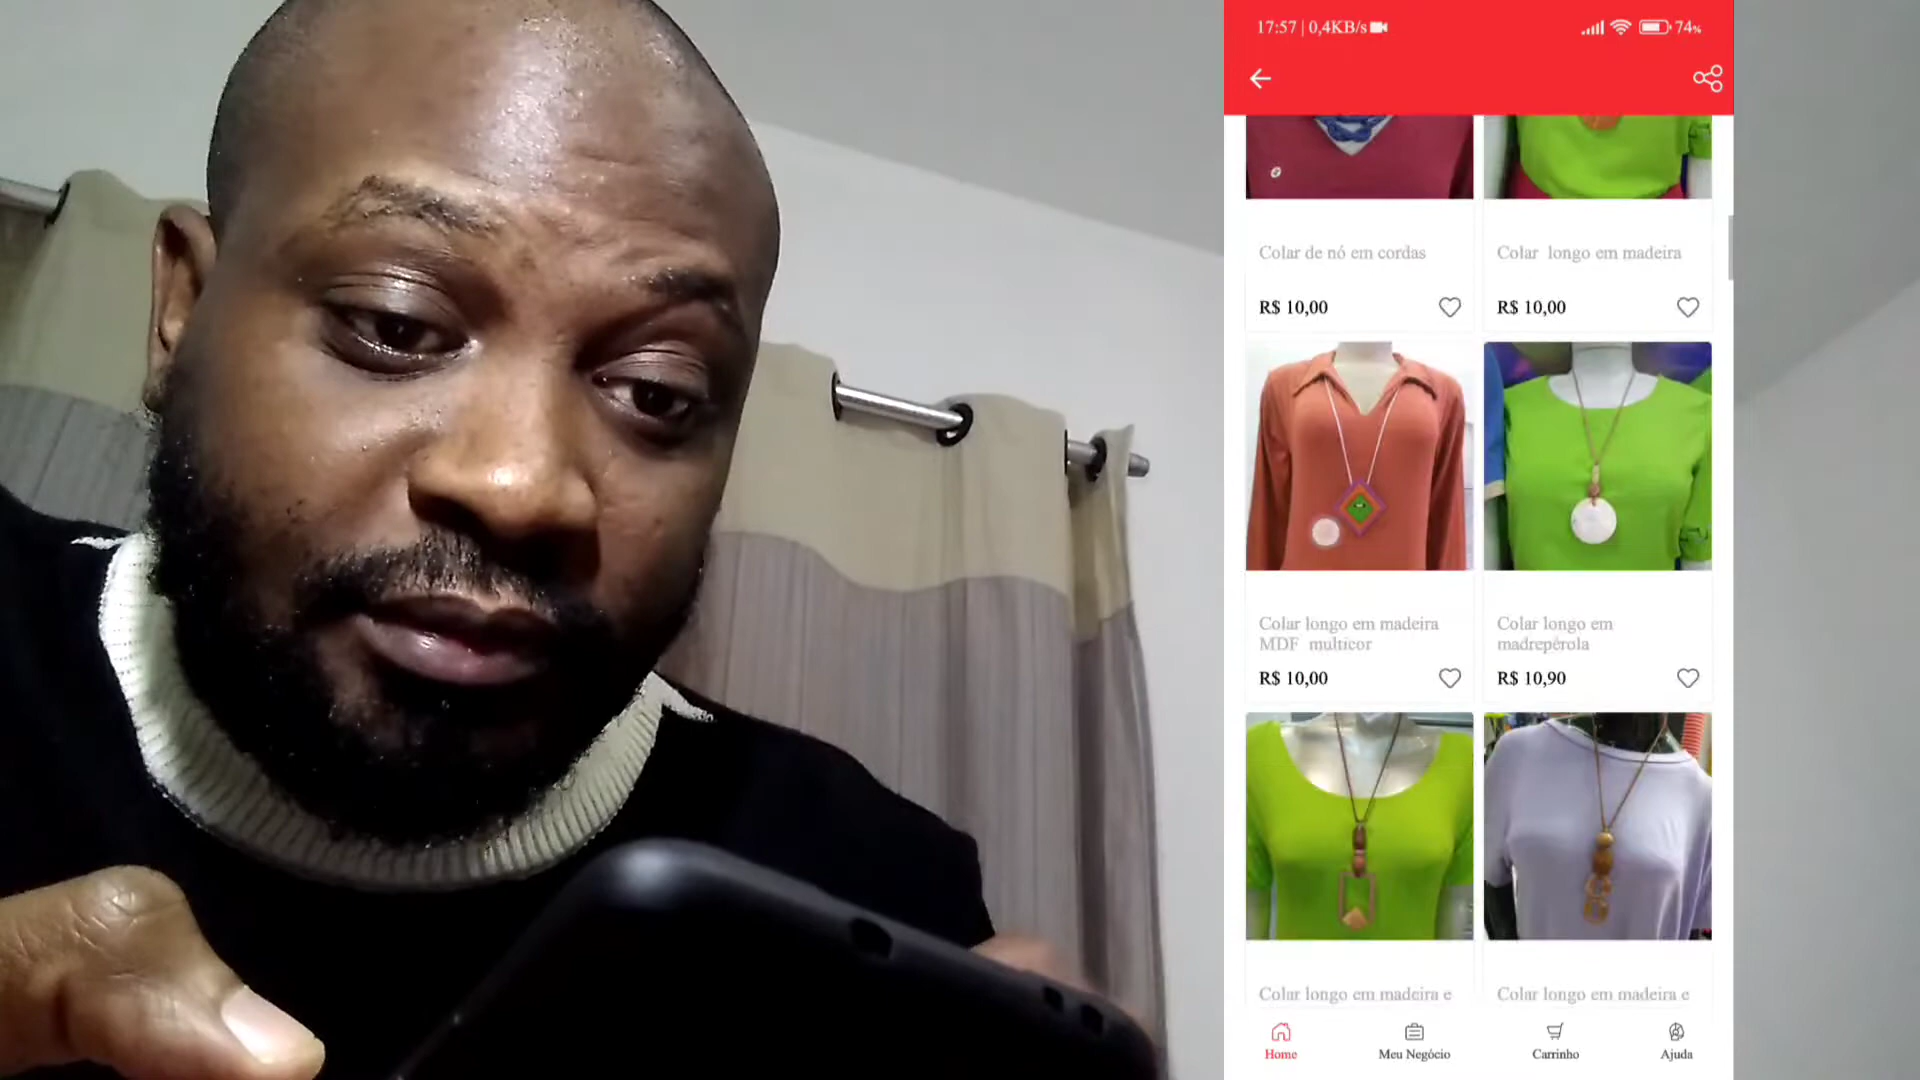 17:57 | 0,4KB/s
74%
Colar de nó em cordas
Colar longo em madeira
R$ 10,00
R$ 10,00
Colar longo em madeira
MDF multicor
Colar longo em
madrepérola
R$ 10,00
R$ 10,90
Colar longo em madeira e
Colar longo em madeira e
Home
Meu Negócio
Carrinho
Ajuda